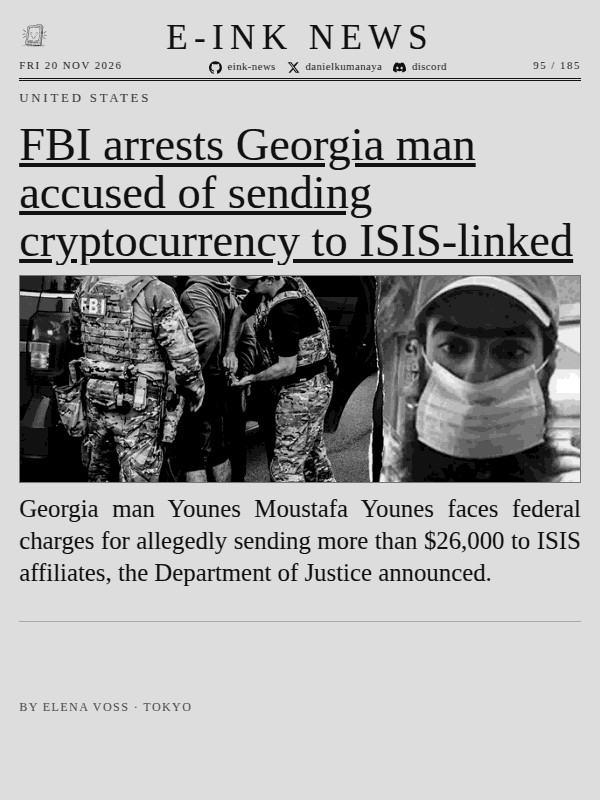 E-INK NEWS
FRI 20 NOV 2026
eink-news danielkumanaya discord
95 / 185
UNITED STATES
FBI arrests Georgia man
accused of sending
cryptocurrency to ISIS-linked
FBI
Georgia man Younes Moustafa Younes faces federal
charges for allegedly sending more than $26,000 to ISIS
affiliates, the Department of Justice announced.
BY ELENA VOSS · TOKYO